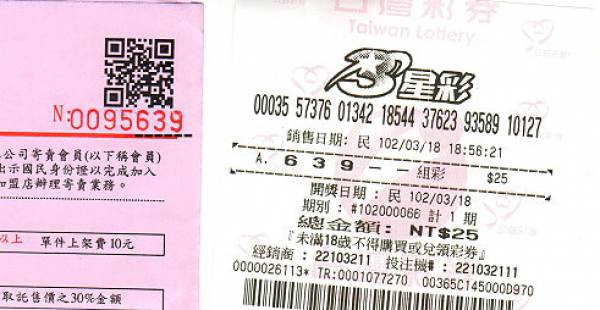 N:0095639
公司寄賣會員(以下稱會員)
出示國民身份證以完成加入
加盟店辦理寄賣業務。
以上 單件上架費10元
取託售價之30%金額
台灣彩券
Taiwan Lottery
3星彩
00035 57376 01342 18544 37623 93589 10127
銷售日期: 民 102/03/18 18:56:21
A. 6 3 9 - - 組彩 $25
開獎日期: 民 102/03/18
期別: #102000066 計 1 期
總金額: NT$25
『未滿18歲不得購買或兌領彩券』
經銷商: 22103211 投注機#: 221032111
0000026113* TR:0001077270 00365C145000D970